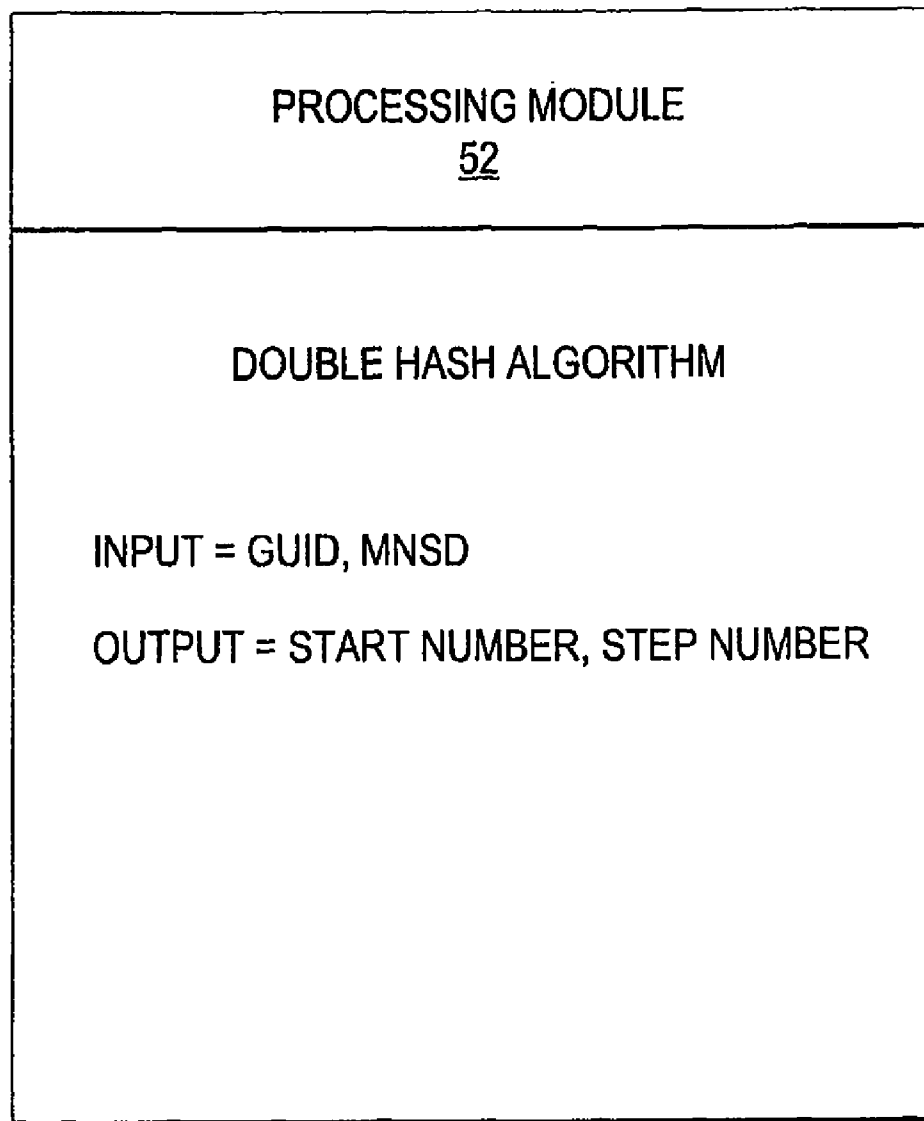 PROCESSING MODULE
52
DOUBLE HASH ALGORITHM
INPUT = GUID, MNSD
OUTPUT = START NUMBER, STEP NUMBER